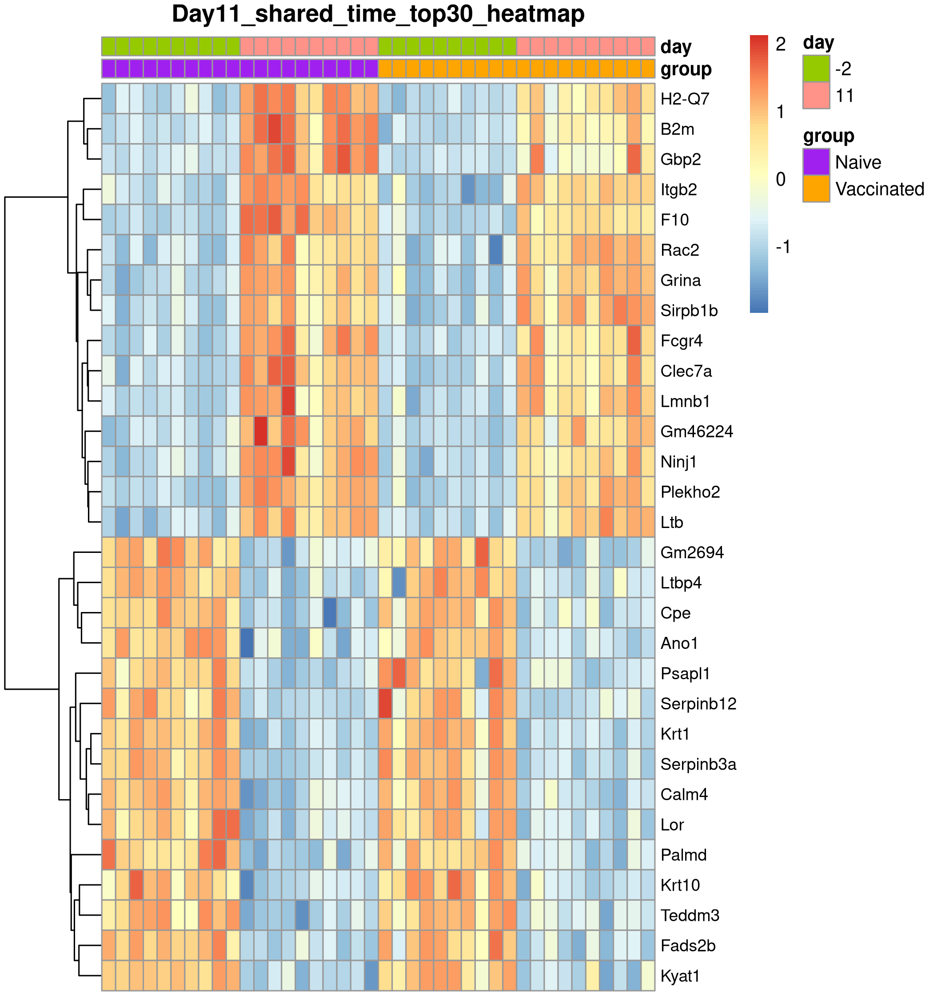 Day11_shared_time_top30_heatmap
day
group
H2-Q7
B2m
Gbp2
Itgb2
F10
Rac2
Grina
Sirpb1b
Fcgr4
Clec7a
Lmnb1
Gm46224
Ninj1
Plekho2
Ltb
Gm2694
Ltbp4
Cpe
Ano1
Psapl1
Serpinb12
Krt1
Serpinb3a
Calm4
Lor
Palmd
Krt10
Teddm3
Fads2b
Kyat1
2
1
0
-1
day
-2
11
group
Naive
Vaccinated